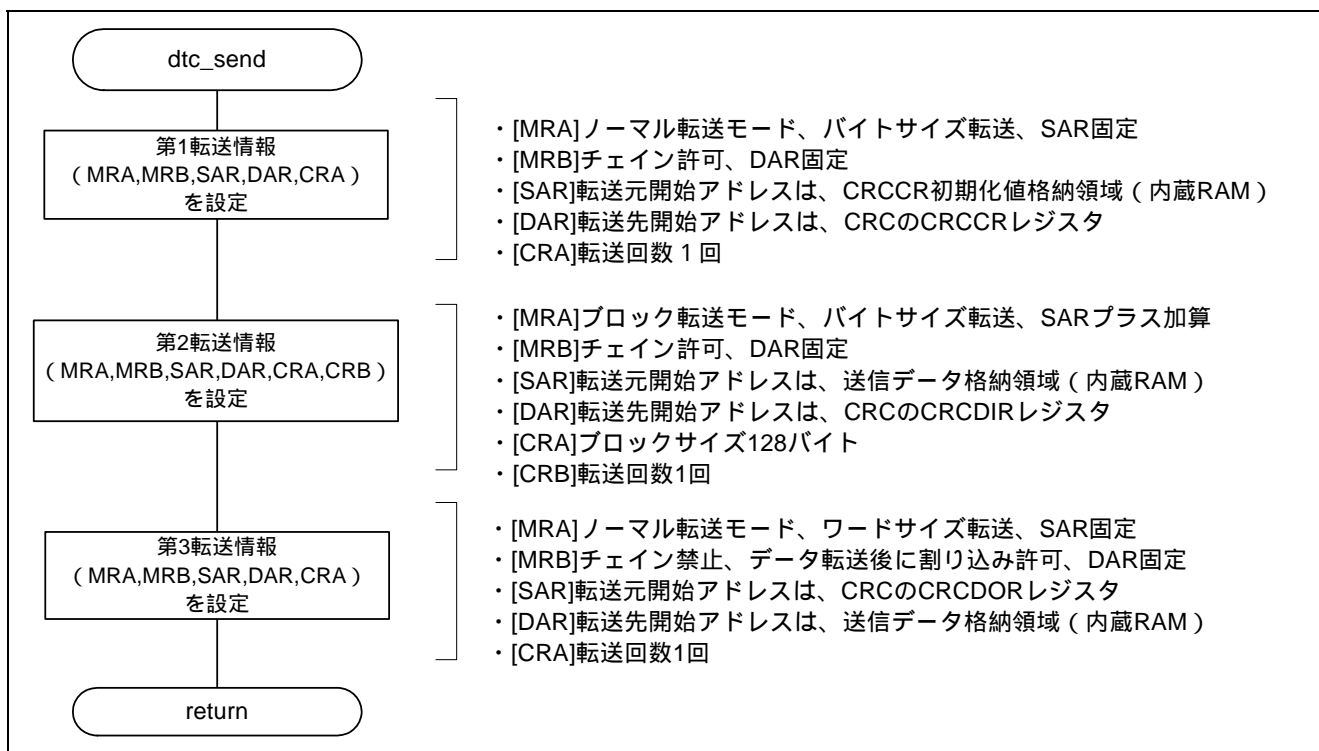 dtc_send
第1転送情報
（MRA,MRB,SAR,DAR,CRA）
を設定
・[MRA]ノーマル転送モード、バイトサイズ転送、SAR固定
・[MRB]チェイン許可、DAR固定
・[SAR]転送元開始アドレスは、CRCCR初期化値格納領域（内蔵RAM）
・[DAR]転送先開始アドレスは、CRCのCRCCRレジスタ
・[CRA]転送回数１回
第2転送情報
（MRA,MRB,SAR,DAR,CRA,CRB）
を設定
・[MRA]ブロック転送モード、バイトサイズ転送、SARプラス加算
・[MRB]チェイン許可、DAR固定
・[SAR]転送元開始アドレスは、送信データ格納領域（内蔵RAM）
・[DAR]転送先開始アドレスは、CRCのCRCDIRレジスタ
・[CRA]ブロックサイズ128バイト
・[CRB]転送回数1回
第3転送情報
（MRA,MRB,SAR,DAR,CRA）
を設定
・[MRA]ノーマル転送モード、ワードサイズ転送、SAR固定
・[MRB]チェイン禁止、データ転送後に割り込み許可、DAR固定
・[SAR]転送元開始アドレスは、CRCのCRCDORレジスタ
・[DAR]転送先開始アドレスは、送信データ格納領域（内蔵RAM）
・[CRA]転送回数1回
return